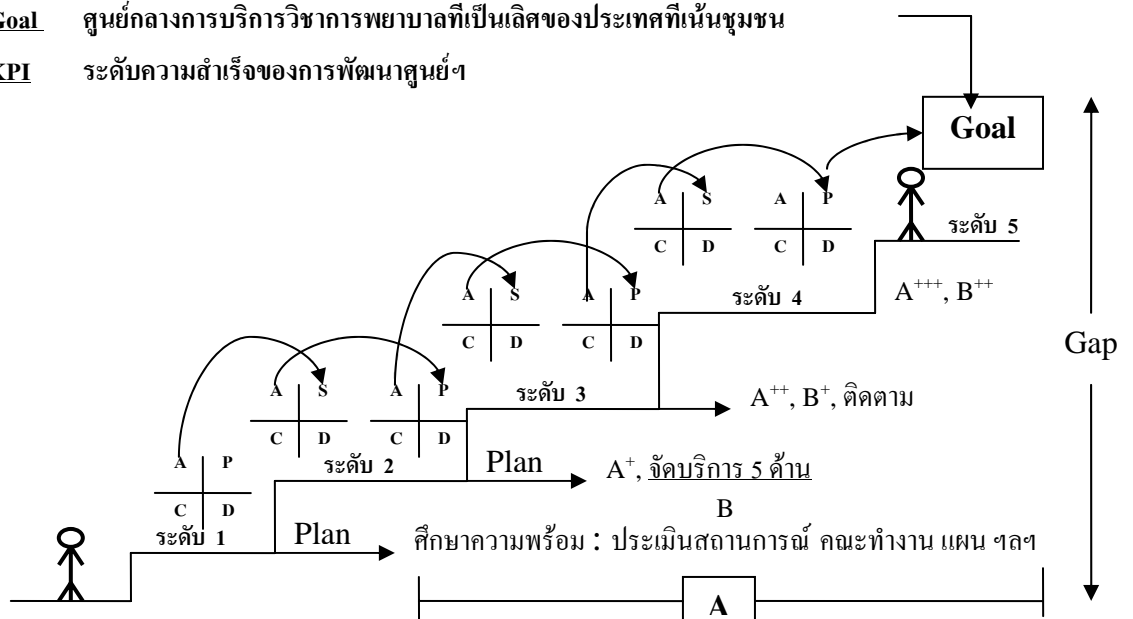 Goal ศูนย์กลางการบริการวิชาการพยาบาลที่เป็นเลิศของประเทศที่เน้นชุมชน
KPI ระดับความสำเร็จของการพัฒนาศูนย์ฯ
Goal
A S A P
C D C D
ระดับ 5
A S A P
C D C D
ระดับ 4
A+++, B++
Gap
A S A P
C D C D
ระดับ 3
A++, B+, ติดตาม
A P
C D
ระดับ 2
Plan
A+, จัดบริการ 5 ด้าน
B
ระดับ 1
Plan
ศึกษาความพร้อม : ประเมินสถานการณ์ คณะทำงาน แผน ฯลฯ
A